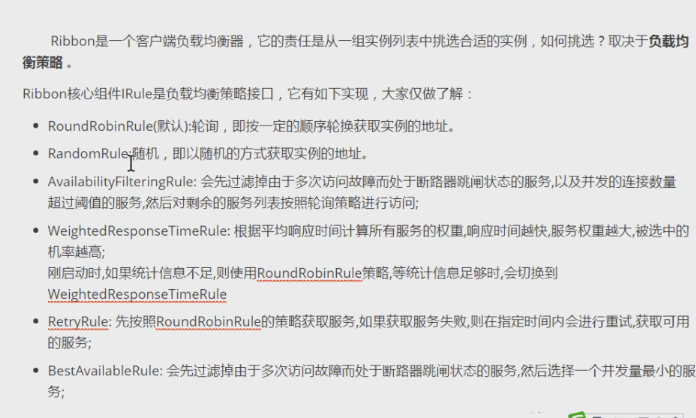 Ribbon是一个客户端负载均衡器，它的责任是从一组实例列表中挑选合适的实例，如何挑选？取决于负载均
衡策略 。
Ribbon核心组件IRule是负载均衡策略接口，它有如下实现，大家仅做了解：
• RoundRobinRule(默认):轮询，即按一定的顺序轮换获取实例的地址。
• RandomRule:随机，即以随机的方式获取实例的地址。
• AvailabilityFilteringRule: 会先过滤掉由于多次访问故障而处于断路器跳闸状态的服务,以及并发的连接数量
超过阈值的服务,然后对剩余的服务列表按照轮询策略进行访问;
• WeightedResponseTimeRule: 根据平均响应时间计算所有服务的权重,响应时间越快,服务权重越大,被选中的
机率越高;
刚启动时,如果统计信息不足,则使用RoundRobinRule策略,等统计信息足够时,会切换到
WeightedResponseTimeRule
• RetryRule: 先按照RoundRobinRule的策略获取服务,如果获取服务失败,则在指定时间内会进行重试,获取可用
的服务;
• BestAvailableRule: 会先过滤掉由于多次访问故障而处于断路器跳闸状态的服务,然后选择一个并发量最小的服
务;